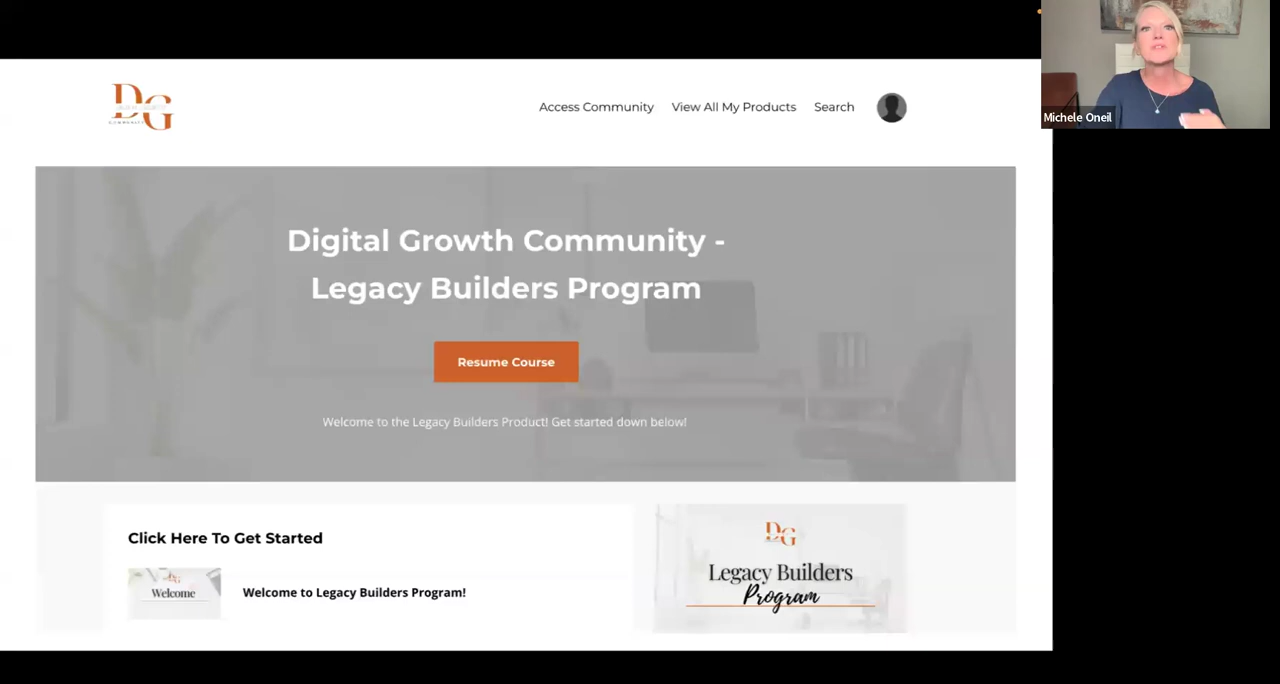 DG
COMMUNITY
Access Community
View All My Products
Search
Michele Oneil
Digital Growth Community -
Legacy Builders Program
Resume Course
Welcome to the Legacy Builders Product! Get started down below!
Click Here To Get Started
DG
Welcome
Welcome to Legacy Builders Program!
DG
Legacy Builders
Program